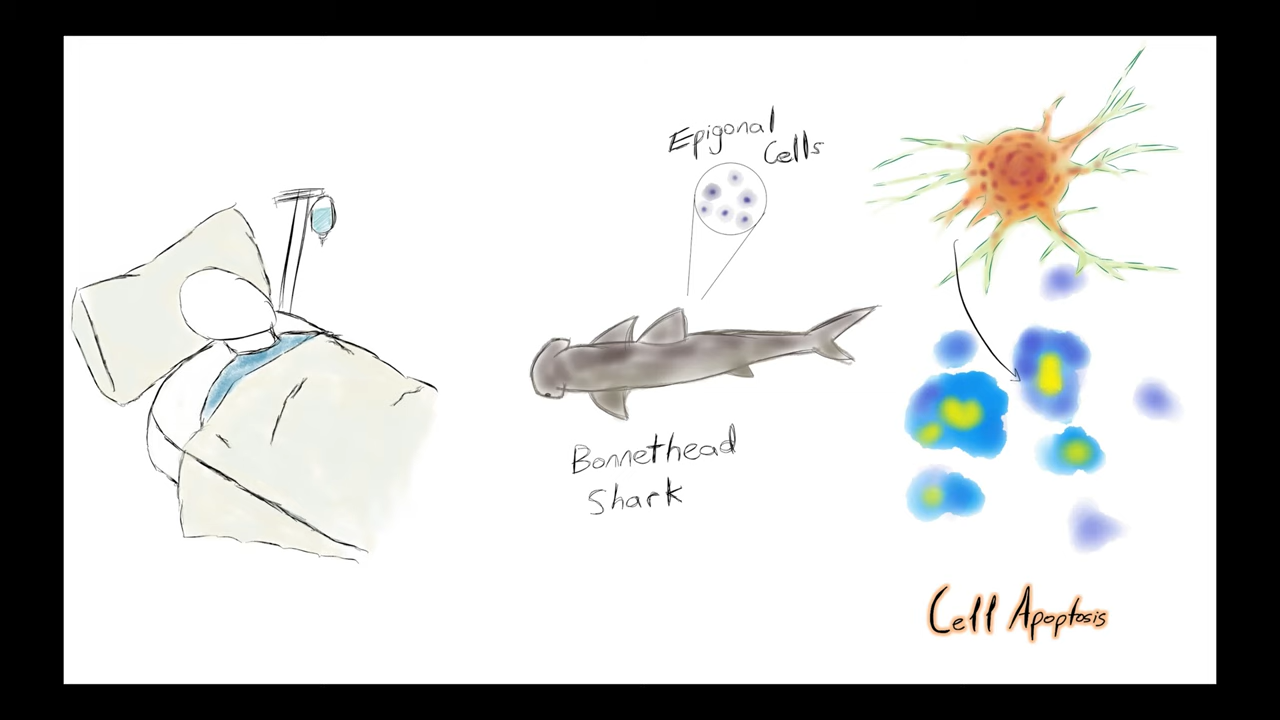 Epigonal
Cells
Bonnethead
Shark
Cell Apoptosis